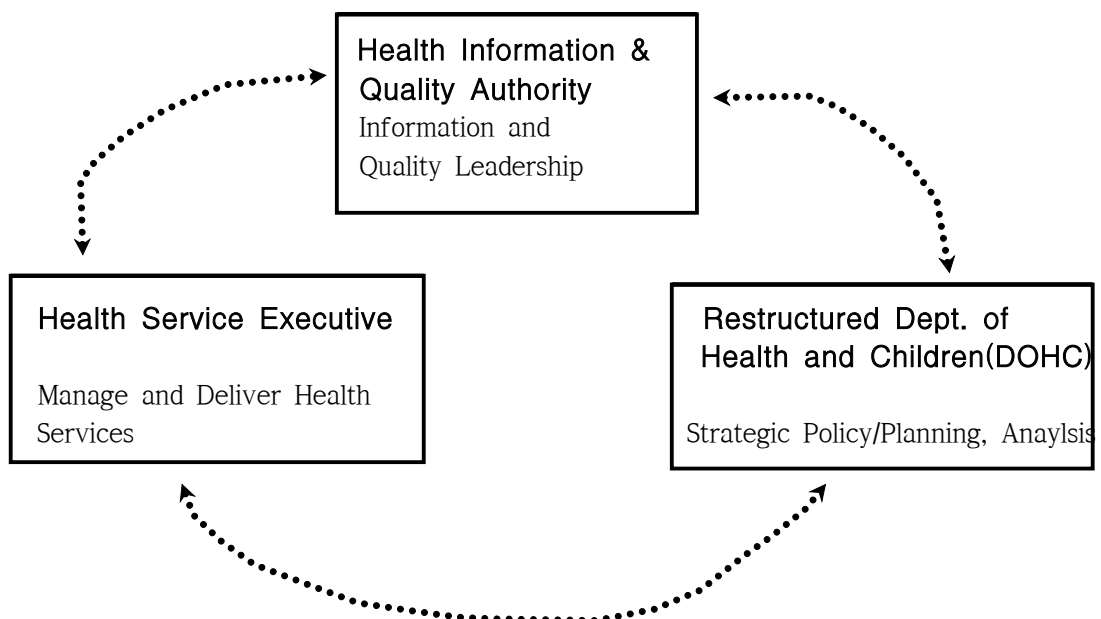 Health Information &
Quality Authority
Information and
Quality Leadership
Health Service Executive
Manage and Deliver Health
Services
Restructured Dept. of
Health and Children(DOHC)
Strategic Policy/Planning, Anaylsis